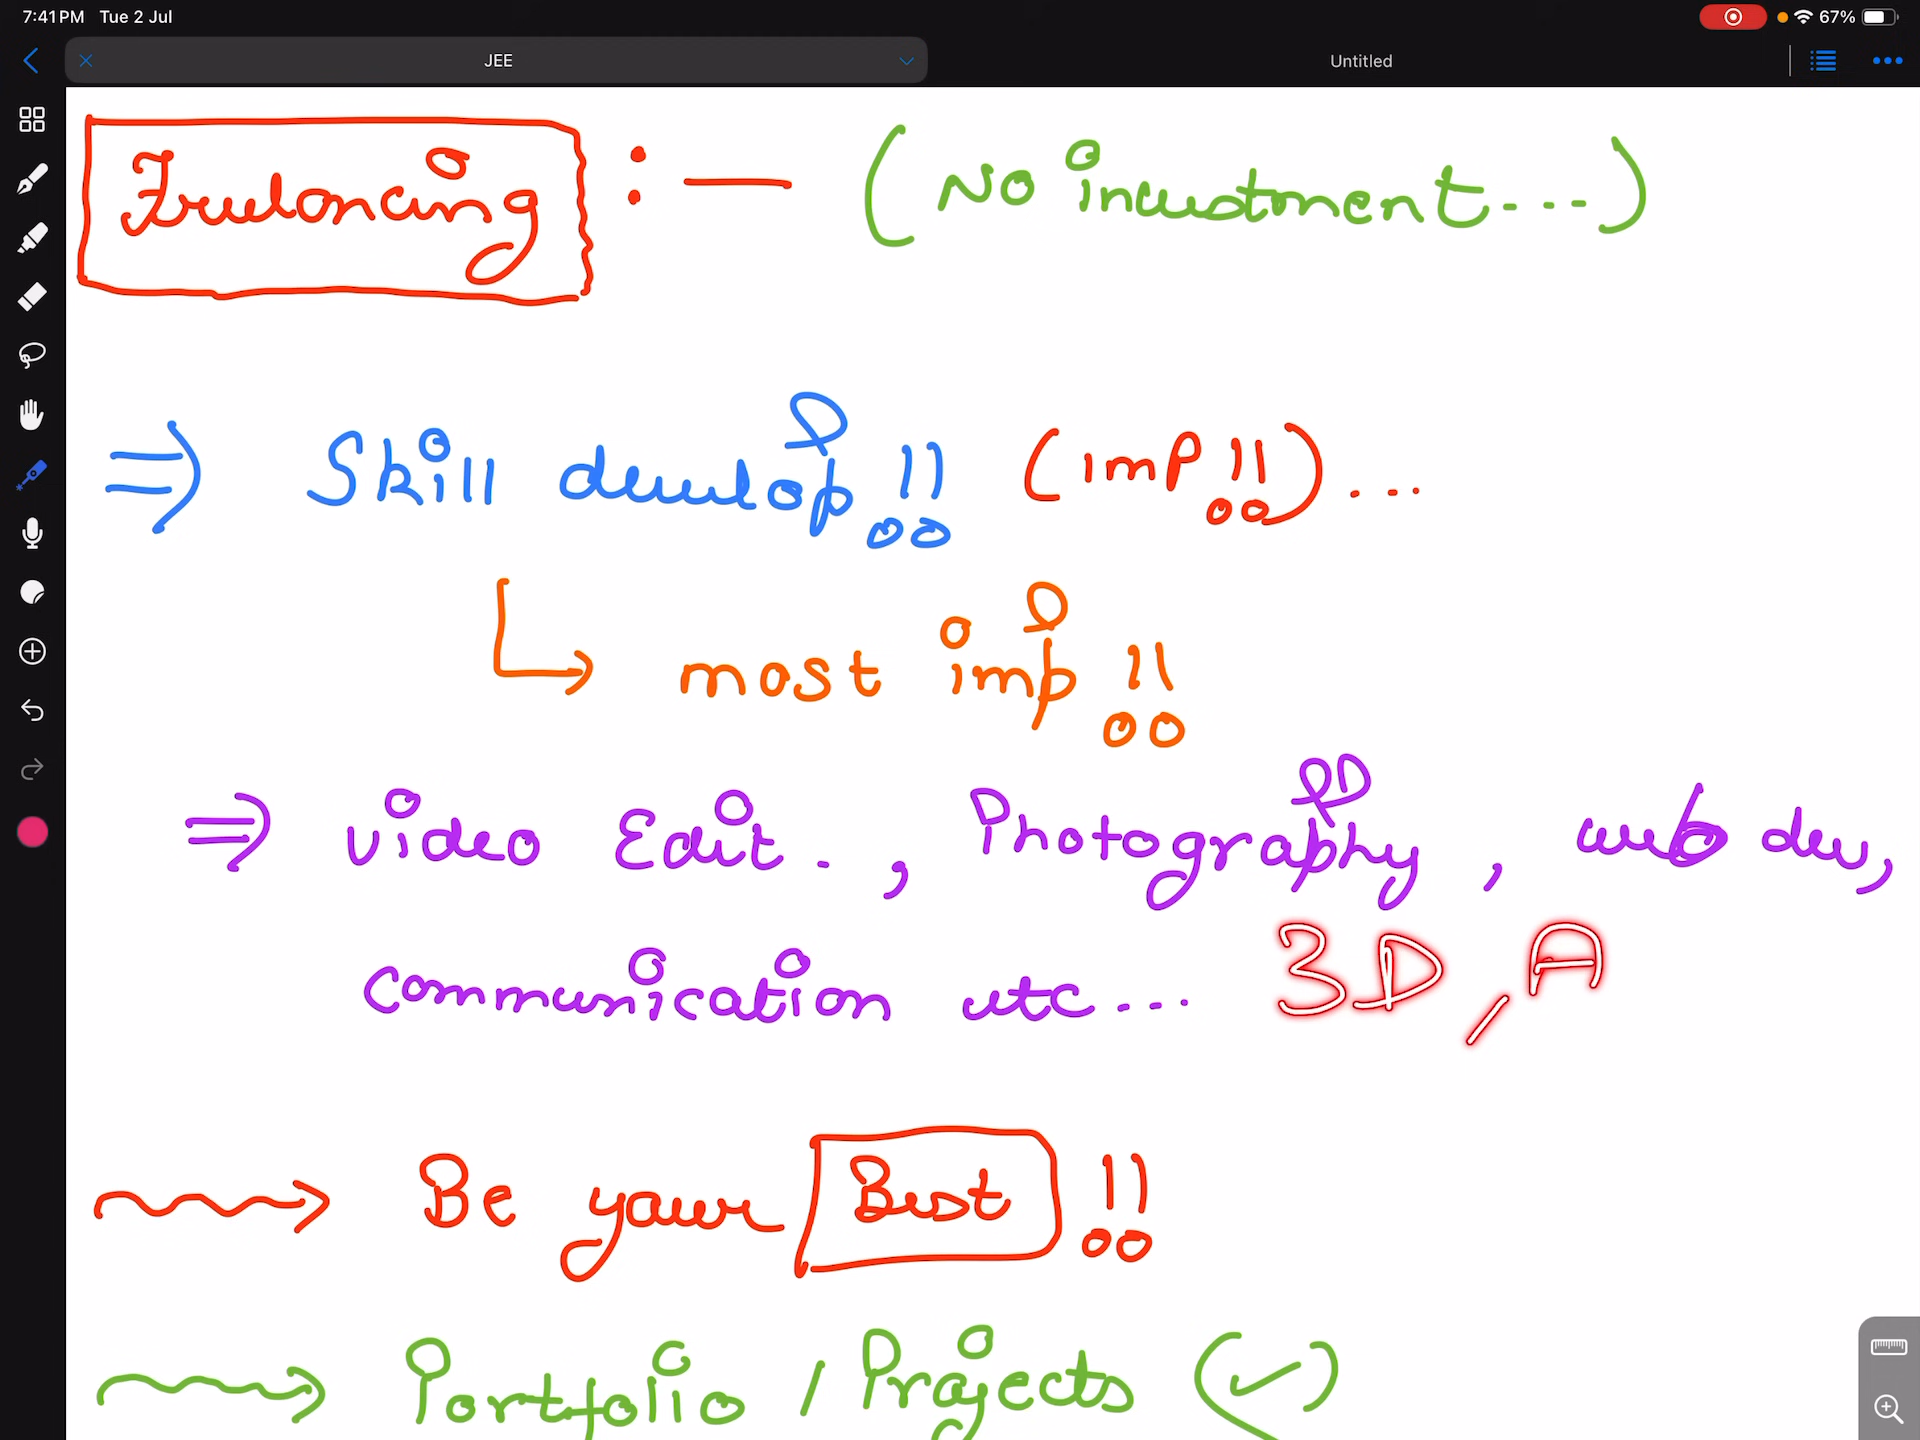 7:41 PM Tue 2 Jul 67%
JEE Untitled
Freelancing :- (No investment...)
⇒ Skill develop !! (imp !!)...
↳ most imp !!
⇒ video Edit. , Photography , web dev,
communication etc... 3D, A
Be your Best !!
Portfolio / Projects (✓)